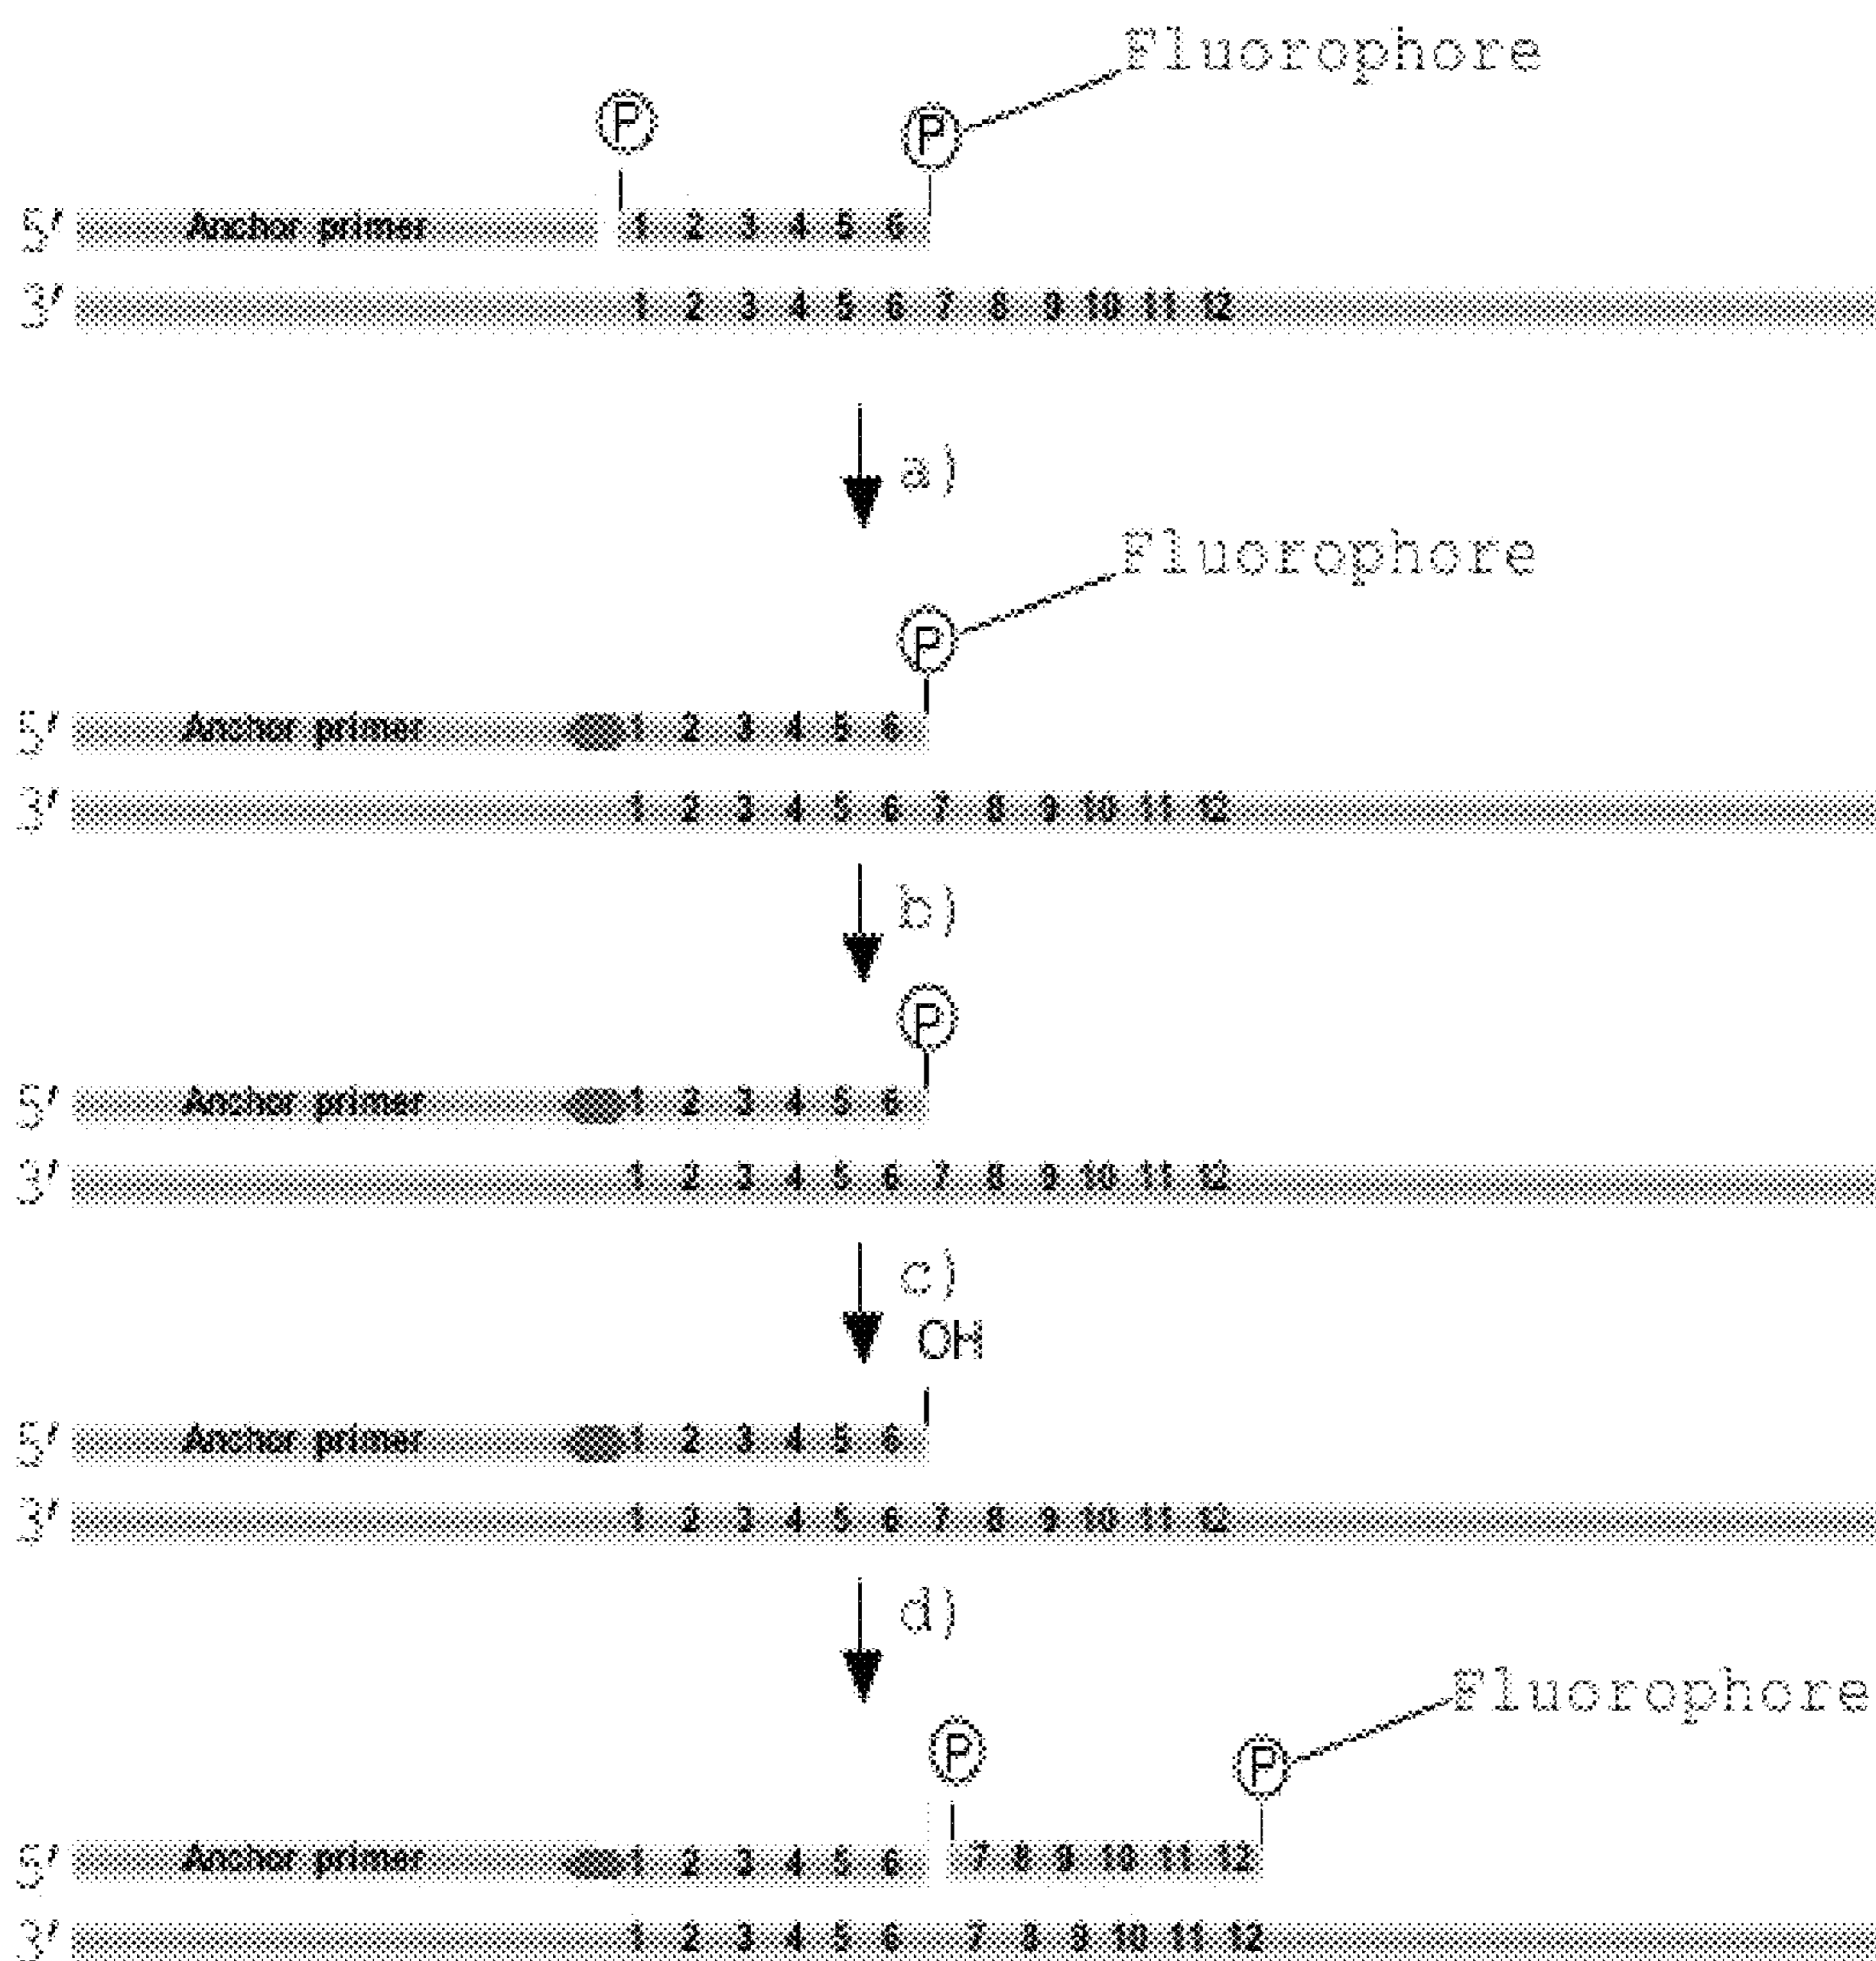 Fluorophore
P P
5' Anchor primer 1 2 3 4 5 6
3' 1 2 3 4 5 6 7 8 9 10 11 12
a)
Fluorophore
P
5' Anchor primer 1 2 3 4 5 6
3' 1 2 3 4 5 6 7 8 9 10 11 12
b)
P
5' Anchor primer 1 2 3 4 5 6
3' 1 2 3 4 5 6 7 8 9 10 11 12
c)
OH
5' Anchor primer 1 2 3 4 5 6
3' 1 2 3 4 5 6 7 8 9 10 11 12
d)
Fluorophore
P P
5' Anchor primer 1 2 3 4 5 6 7 8 9 10 11 12
3' 1 2 3 4 5 6 7 8 9 10 11 12